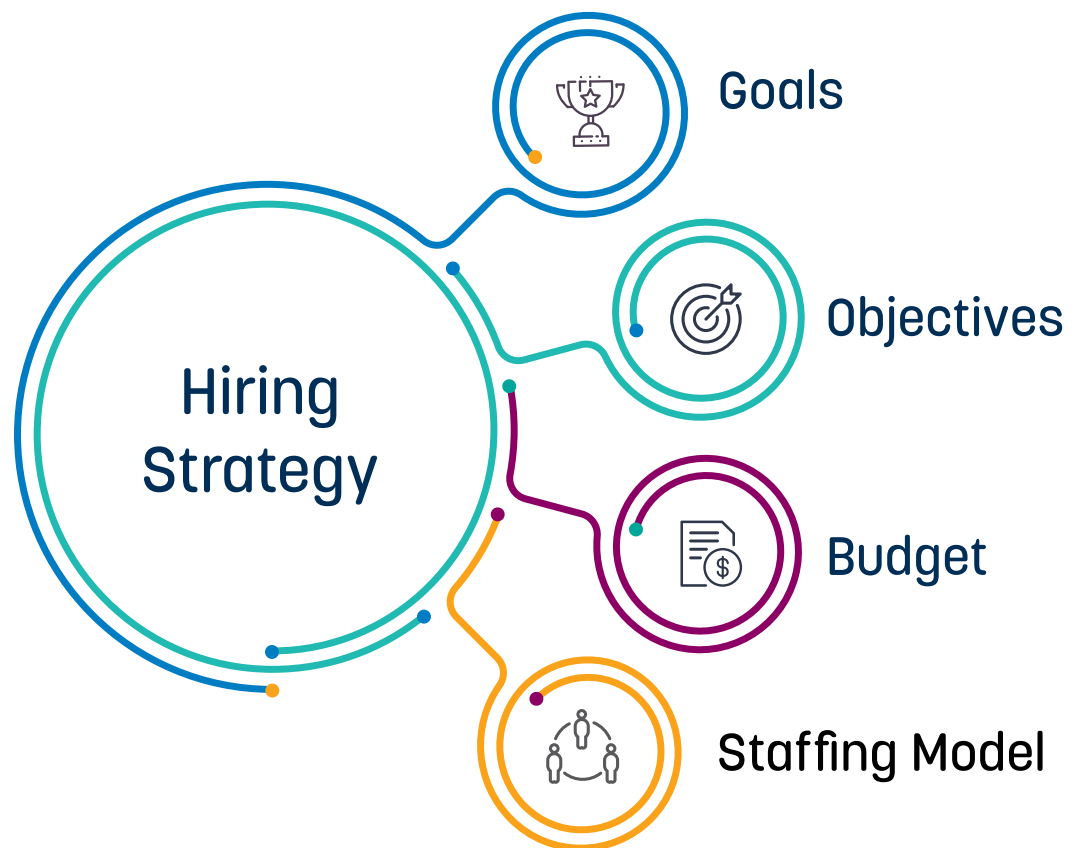 Goals
Objectives
Hiring
Strategy
Budget
Staffing Model
$